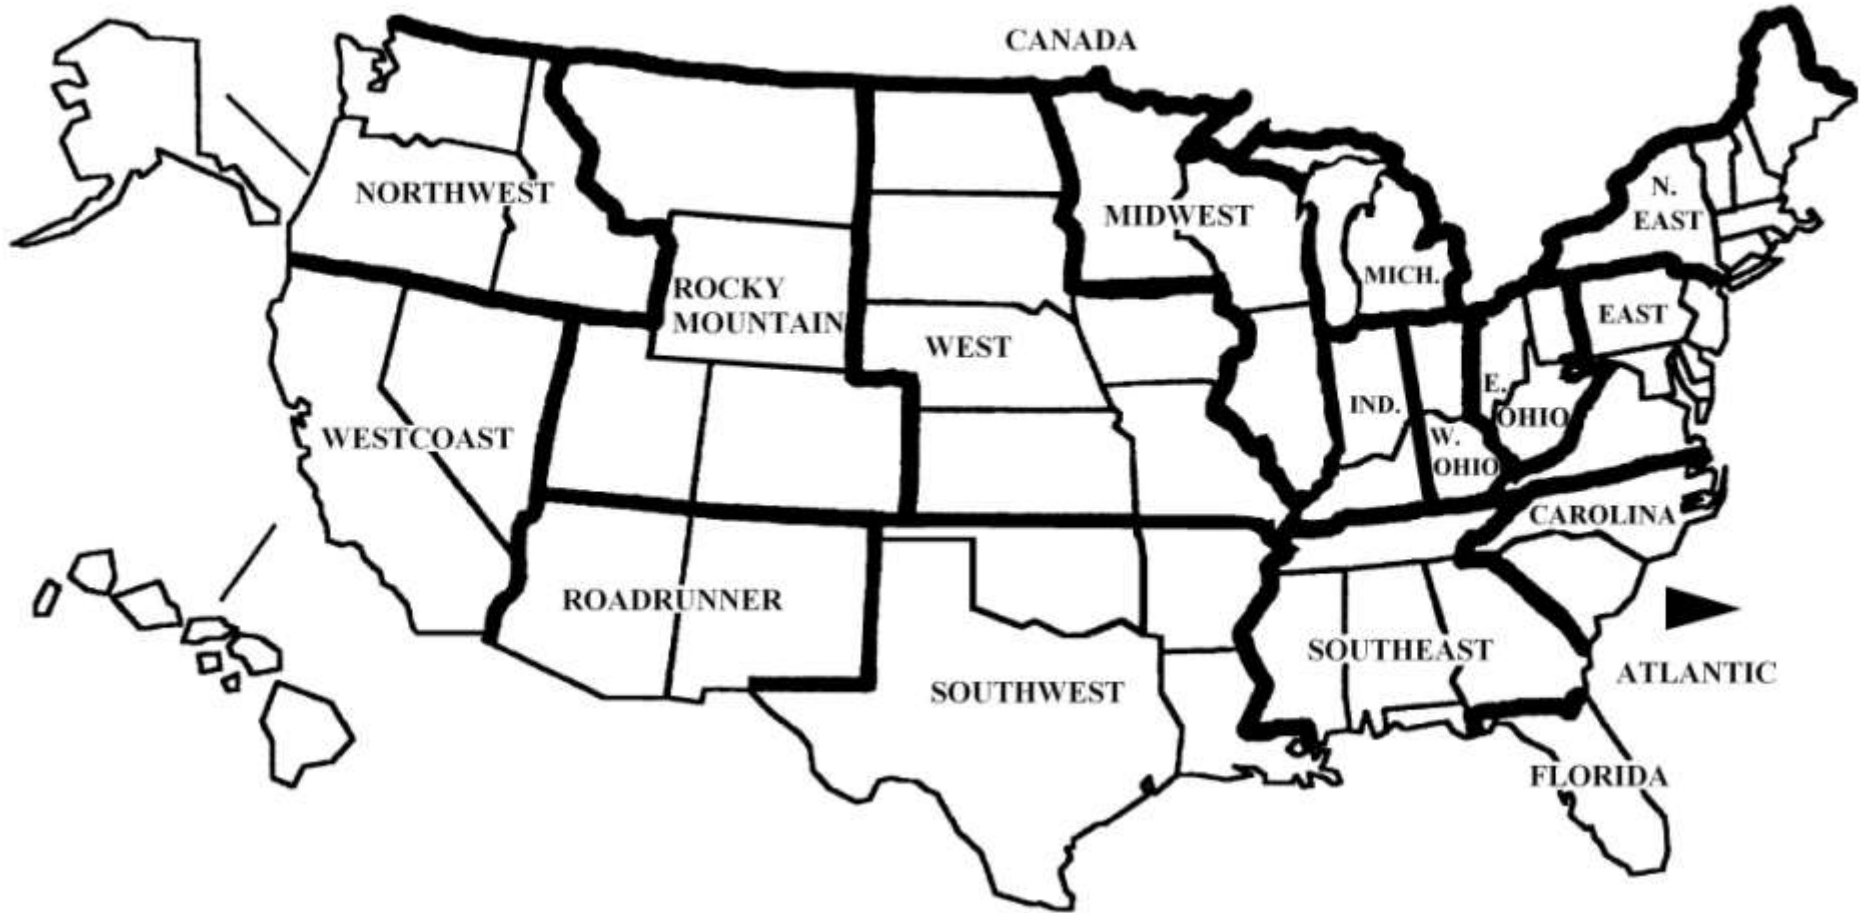 CANADA
NORTHWEST
MIDWEST
N.
EAST
MICH.
ROCKY
MOUNTAIN
EAST
WEST
E.
OHIO
IND.
W.
OHIO
WESTCOAST
CAROLINA
ROADRUNNER
SOUTHEAST
ATLANTIC
SOUTHWEST
FLORIDA